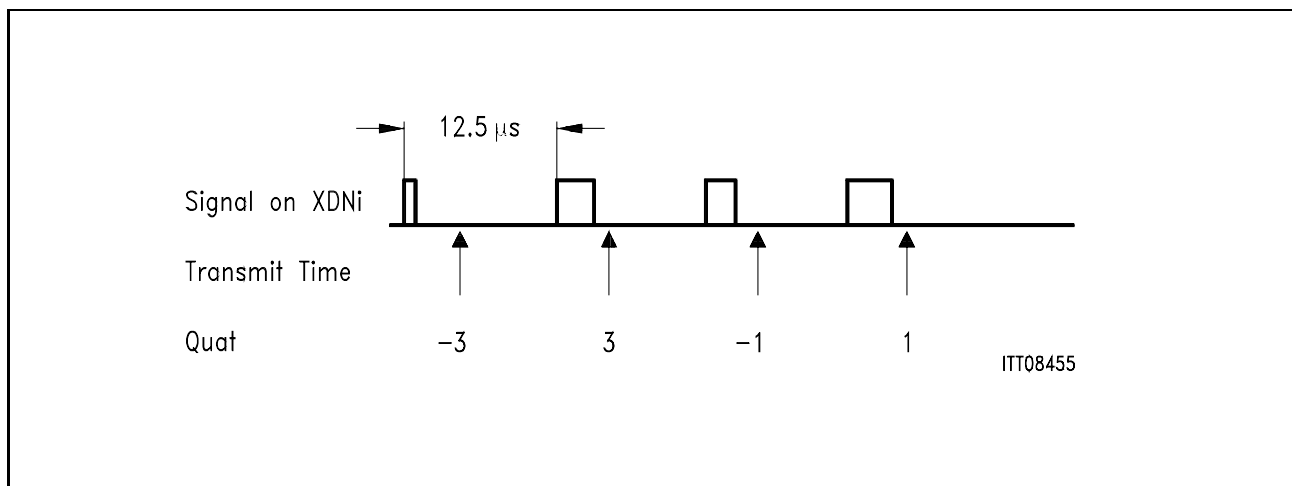 12.5 µs
Signal on XDNi
Transmit Time
Quat -3 3 -1 1
ITT08455